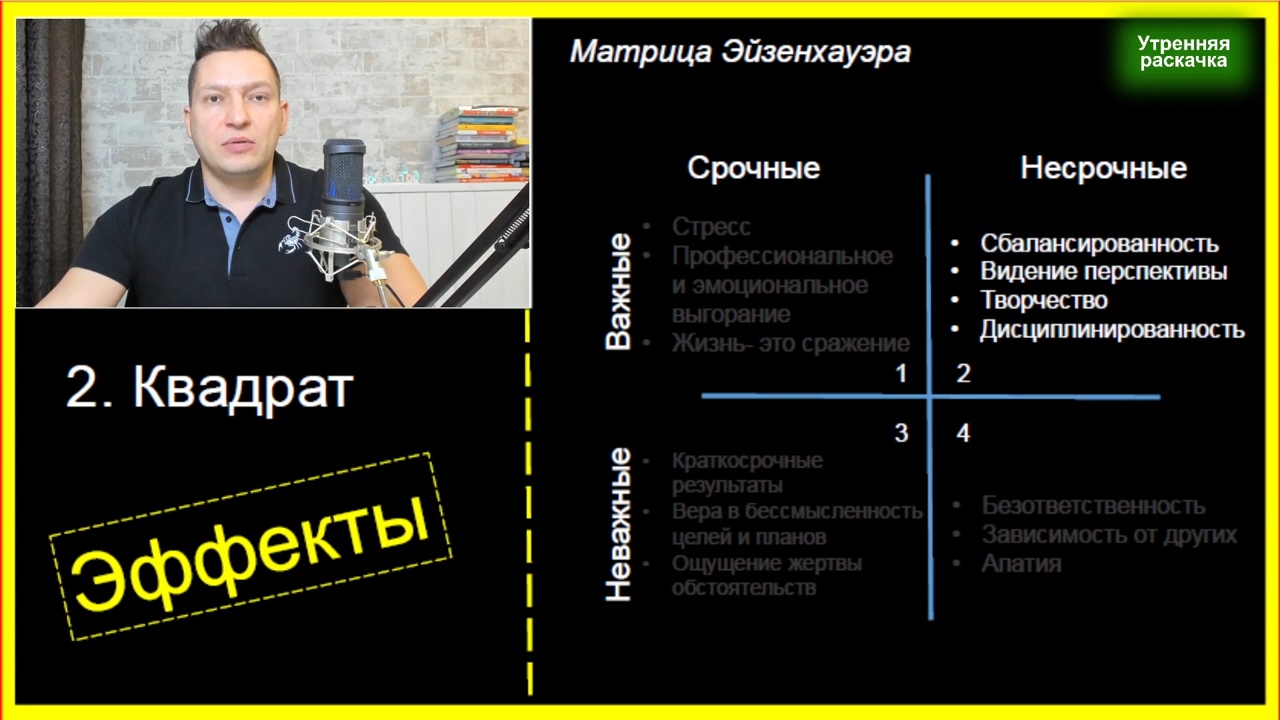 Матрица Эйзенхауэра
Утренняя
раскачка
Срочные
Несрочные
Важные
• Стресс
• Профессиональное
и эмоциональное
выгорание
• Жизнь- это сражение
• Сбалансированность
• Видение перспективы
• Творчество
• Дисциплинированность
1
2
3
4
Неважные
• Краткосрочные
результаты
• Вера в бессмысленность
целей и планов
• Ощущение жертвы
обстоятельств
• Безответственность
• Зависимость от других
• Апатия
2. Квадрат
Эффекты